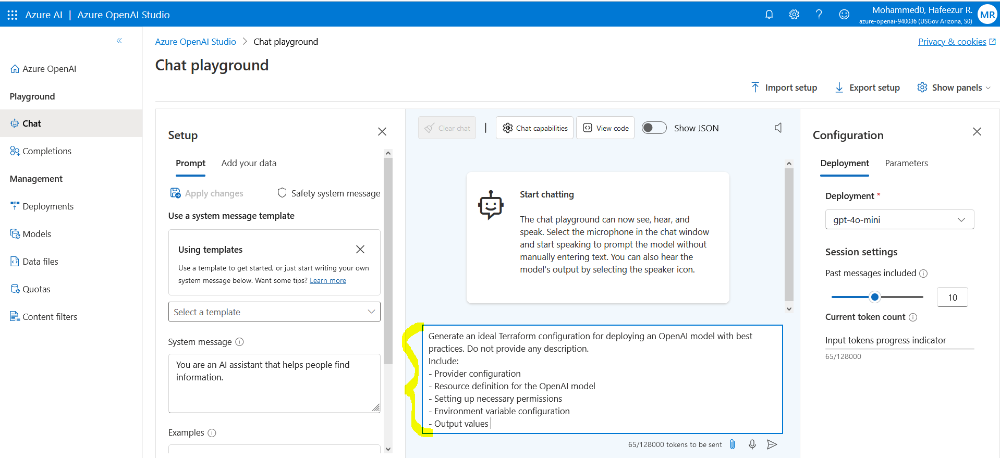 Azure AI | Azure OpenAI Studio
Mohammed0, Hafeezur R.
azure-openai-940036 (USGov Arizona, S0)
MR
Azure OpenAI Studio > Chat playground
Privacy & cookies
Chat playground
Import setup
Export setup
Show panels
Azure OpenAI
Playground
Chat
Completions
Management
Deployments
Models
Data files
Quotas
Content filters
Setup
Prompt
Add your data
Apply changes
Safety system message
Use a system message template
Using templates
Use a template to get started, or just start writing your own
system message below. Want some tips? Learn more
Select a template
System message
You are an AI assistant that helps people find
information.
Examples
Clear chat
|
Chat capabilities
View code
Show JSON
Start chatting
The chat playground can now see, hear, and
speak. Select the microphone in the chat window
and start speaking to prompt the model without
manually entering text. You can also hear the
model's output by selecting the speaker icon.
Generate an ideal Terraform configuration for deploying an OpenAI model with best
practices. Do not provide any description.
Include:
- Provider configuration
- Resource definition for the OpenAI model
- Setting up necessary permissions
- Environment variable configuration
- Output values
65/128000 tokens to be sent
Configuration
Deployment
Parameters
Deployment *
gpt-4o-mini
Session settings
Past messages included
10
Current token count
Input tokens progress indicator
65/128000